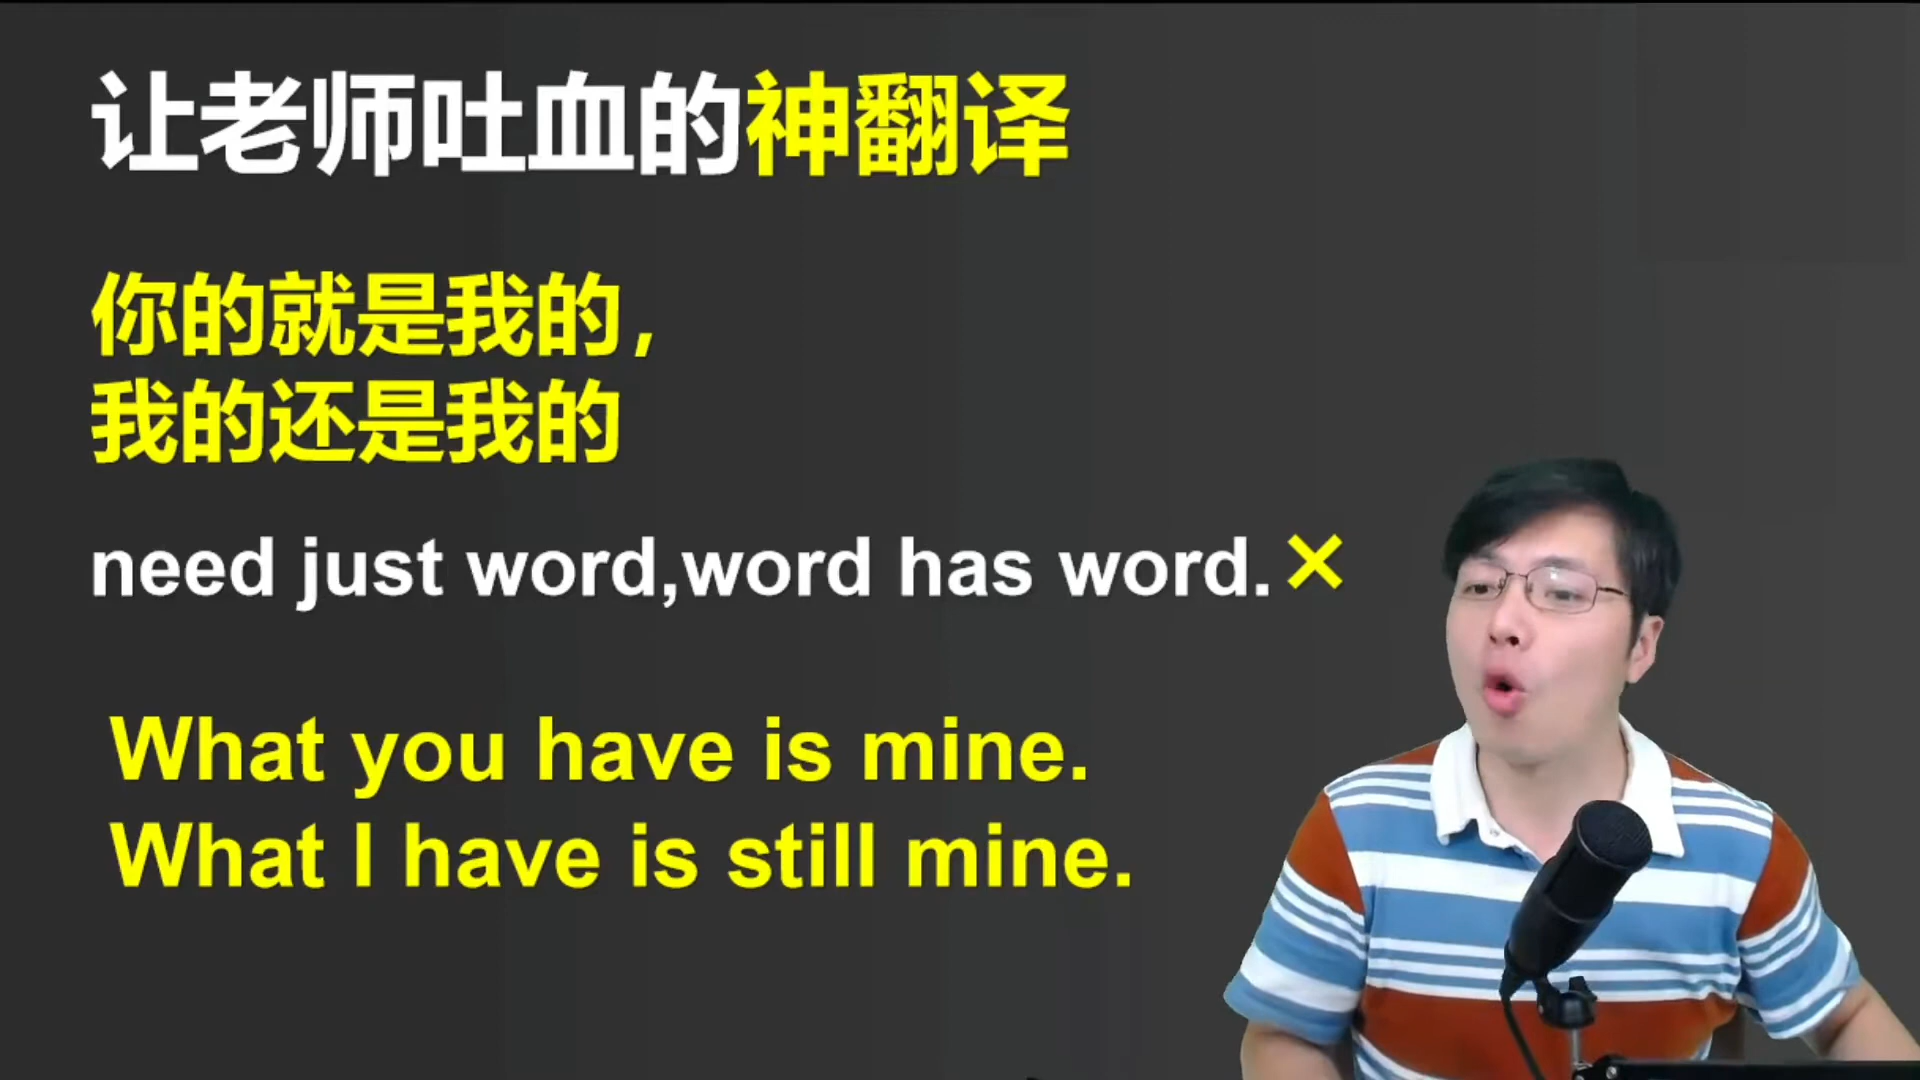 让老师吐血的神翻译
你的就是我的，
我的还是我的
need just word,word has word.✕
What you have is mine.
What I have is still mine.